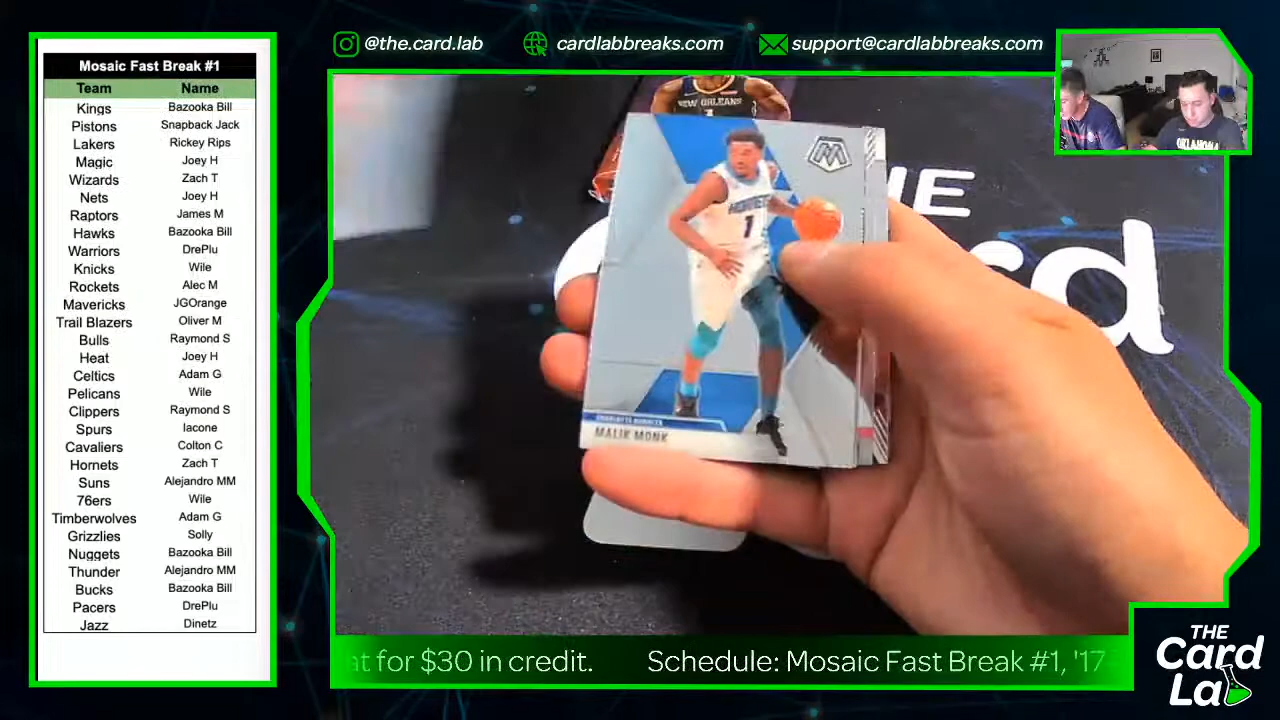 @the.card.lab
cardlabbreaks.com
support@cardlabbreaks.com
Mosaic Fast Break #1
Team Name
Kings Bazooka Bill
Pistons Snapback Jack
Lakers Rickey Rips
Magic Joey H
Wizards Zach T
Nets Joey H
Raptors James M
Hawks Bazooka Bill
Warriors DrePlu
Knicks Wile
Rockets Alec M
Mavericks JGOrange
Trail Blazers Oliver M
Bulls Raymond S
Heat Joey H
Celtics Adam G
Pelicans Wile
Clippers Raymond S
Spurs Iacone
Cavaliers Colton C
Hornets Zach T
Suns Alejandro MM
76ers Wile
Timberwolves Adam G
Grizzlies Solly
Nuggets Bazooka Bill
Thunder Alejandro MM
Bucks Bazooka Bill
Pacers DrePlu
Jazz Dinetz
NEW ORLEANS
M
1
CHARLOTTE HORNETS
MALIK MONK
OKLAHOMA
at for $30 in credit. Schedule: Mosaic Fast Break #1, '17
THE
Card
Lab